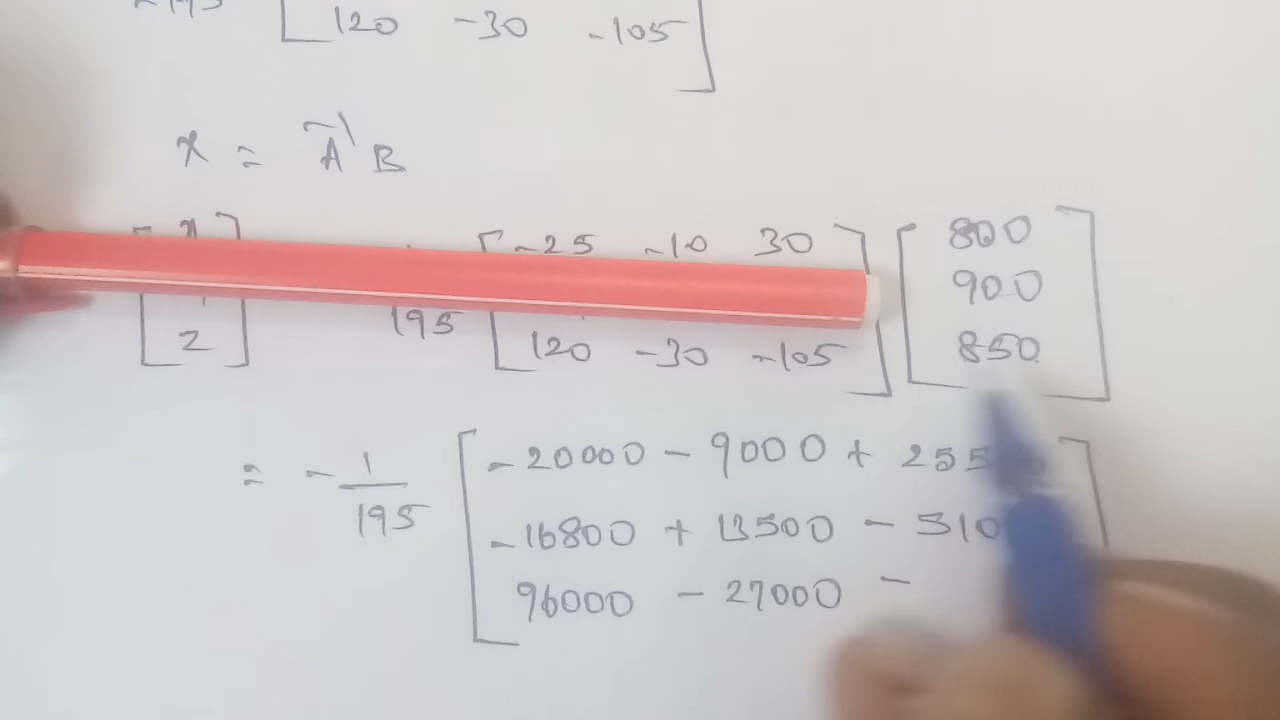 120 -30 -105
x = A⁻¹ B
-25 -10 30 800
900
z 195 120 -30 -105 850
= - 1/195 -20000 - 9000 + 255
-16800 + 13500 - 510
96000 - 27000 -